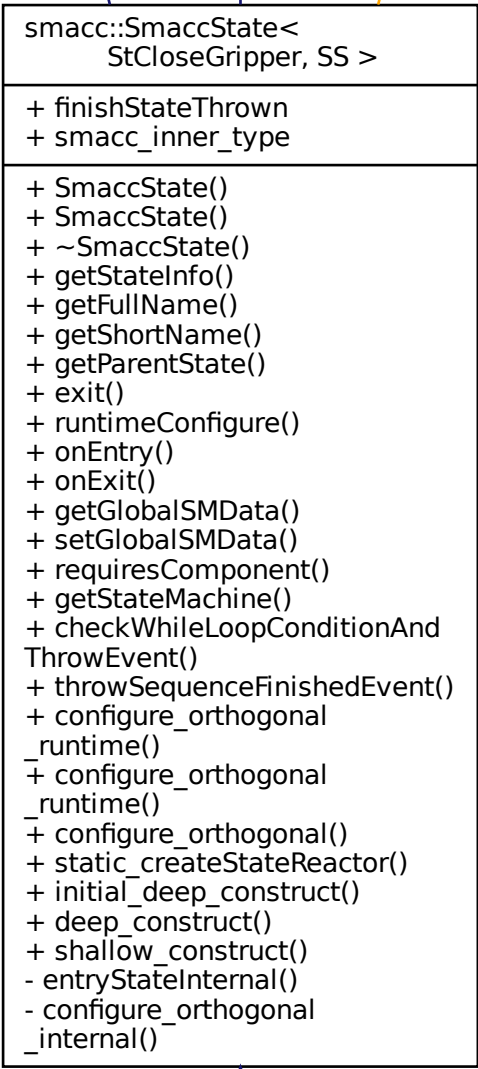 smacc::SmaccState<
StCloseGripper, SS >
+ finishStateThrown
+ smacc_inner_type
+ SmaccState()
+ SmaccState()
+ ~SmaccState()
+ getStateInfo()
+ getFullName()
+ getShortName()
+ getParentState()
+ exit()
+ runtimeConfigure()
+ onEntry()
+ onExit()
+ getGlobalSMData()
+ setGlobalSMData()
+ requiresComponent()
+ getStateMachine()
+ checkWhileLoopConditionAnd
ThrowEvent()
+ throwSequenceFinishedEvent()
+ configure_orthogonal
_runtime()
+ configure_orthogonal
_runtime()
+ configure_orthogonal()
+ static_createStateReactor()
+ initial_deep_construct()
+ deep_construct()
+ shallow_construct()
- entryStateInternal()
- configure_orthogonal
_internal()